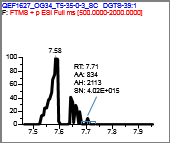 QEF1627_OG34_T5-35-0-3_SC DGTS-39:1
F: FTMS + p ESI Full ms [500.0000-2000.0000]
7.58
100
80
60
40
20
0
RT: 7.71
AA: 834
AH: 2113
SN: 4.02E+015
7.5 7.6 7.7 7.8 7.9